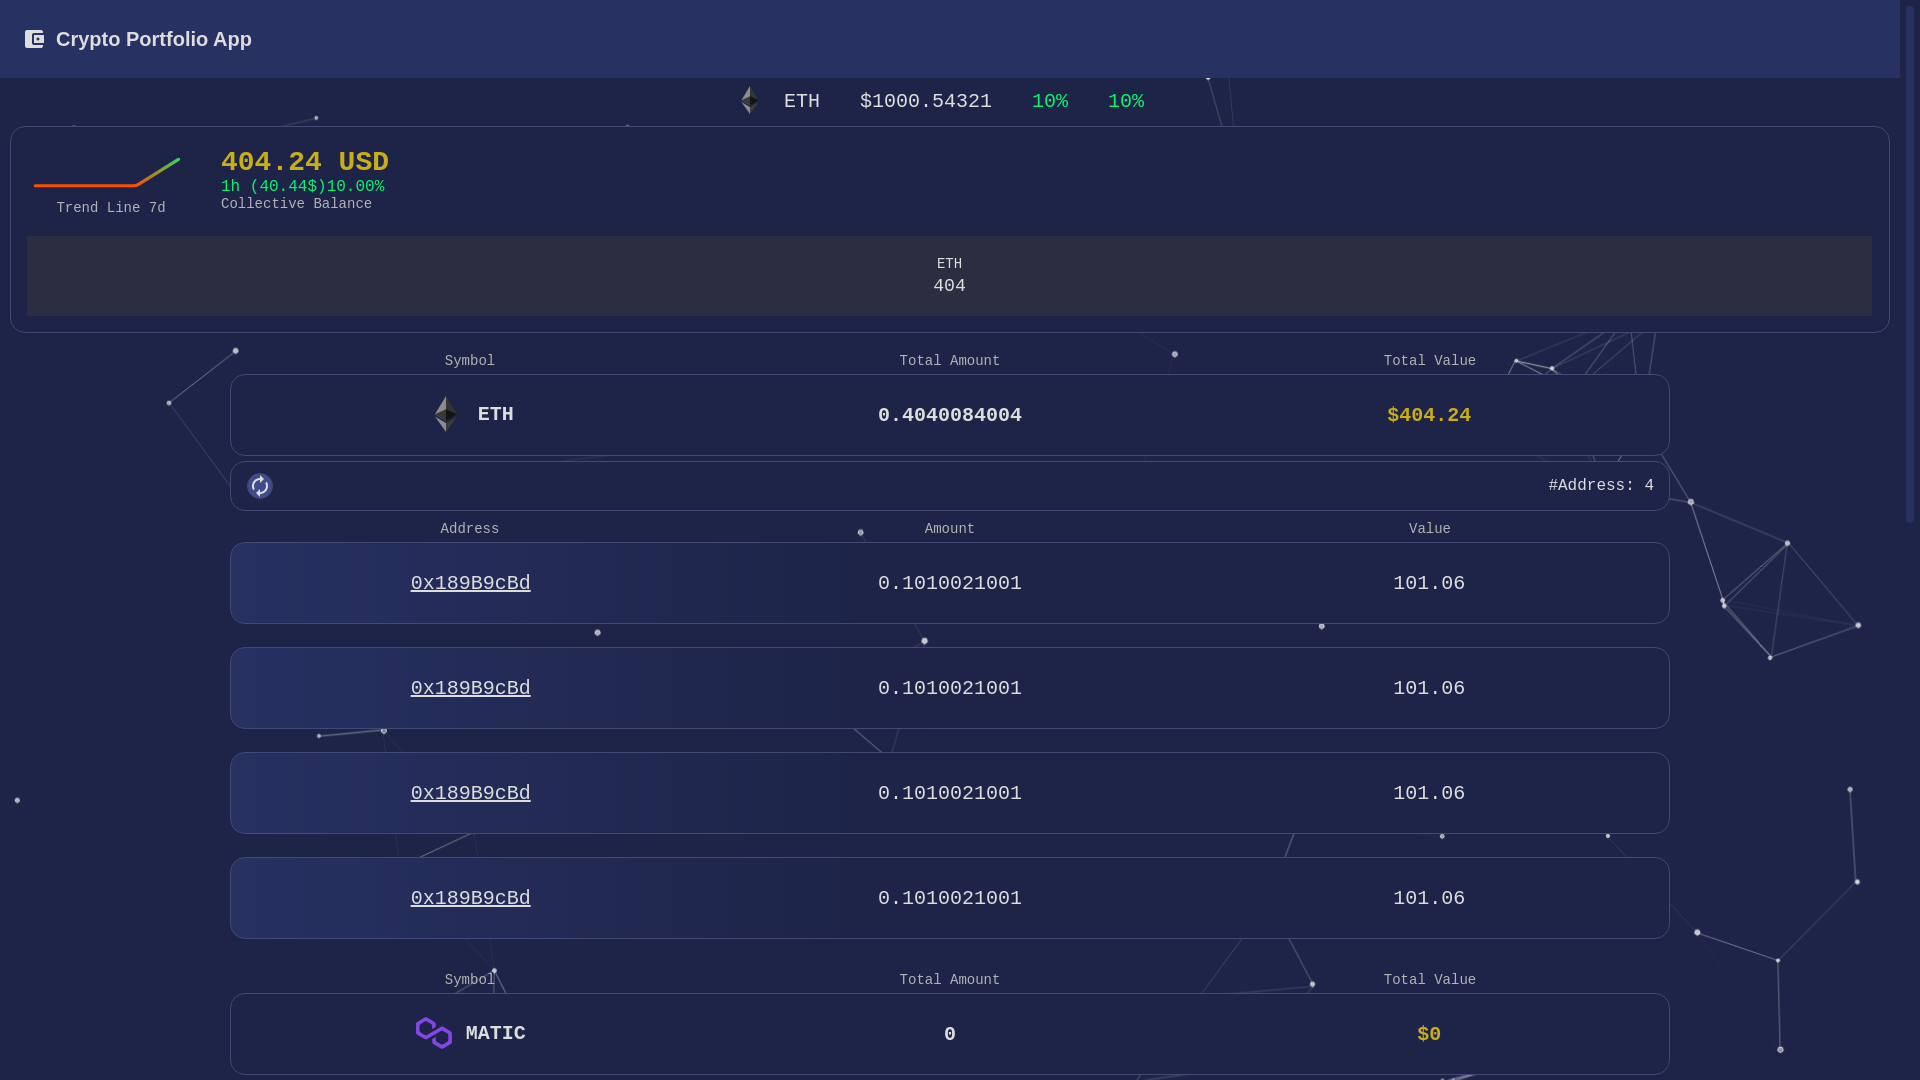 Crypto Portfolio App
ETH $1000.54321 10% 10%
404.24 USD
1h (40.44$)10.00%
Collective Balance
Trend Line 7d
ETH
404
Symbol Total Amount Total Value
ETH 0.4040084004 $404.24
#Address: 4
Address Amount Value
0x189B9cBd 0.1010021001 101.06
0x189B9cBd 0.1010021001 101.06
0x189B9cBd 0.1010021001 101.06
0x189B9cBd 0.1010021001 101.06
Symbol Total Amount Total Value
MATIC 0 $0